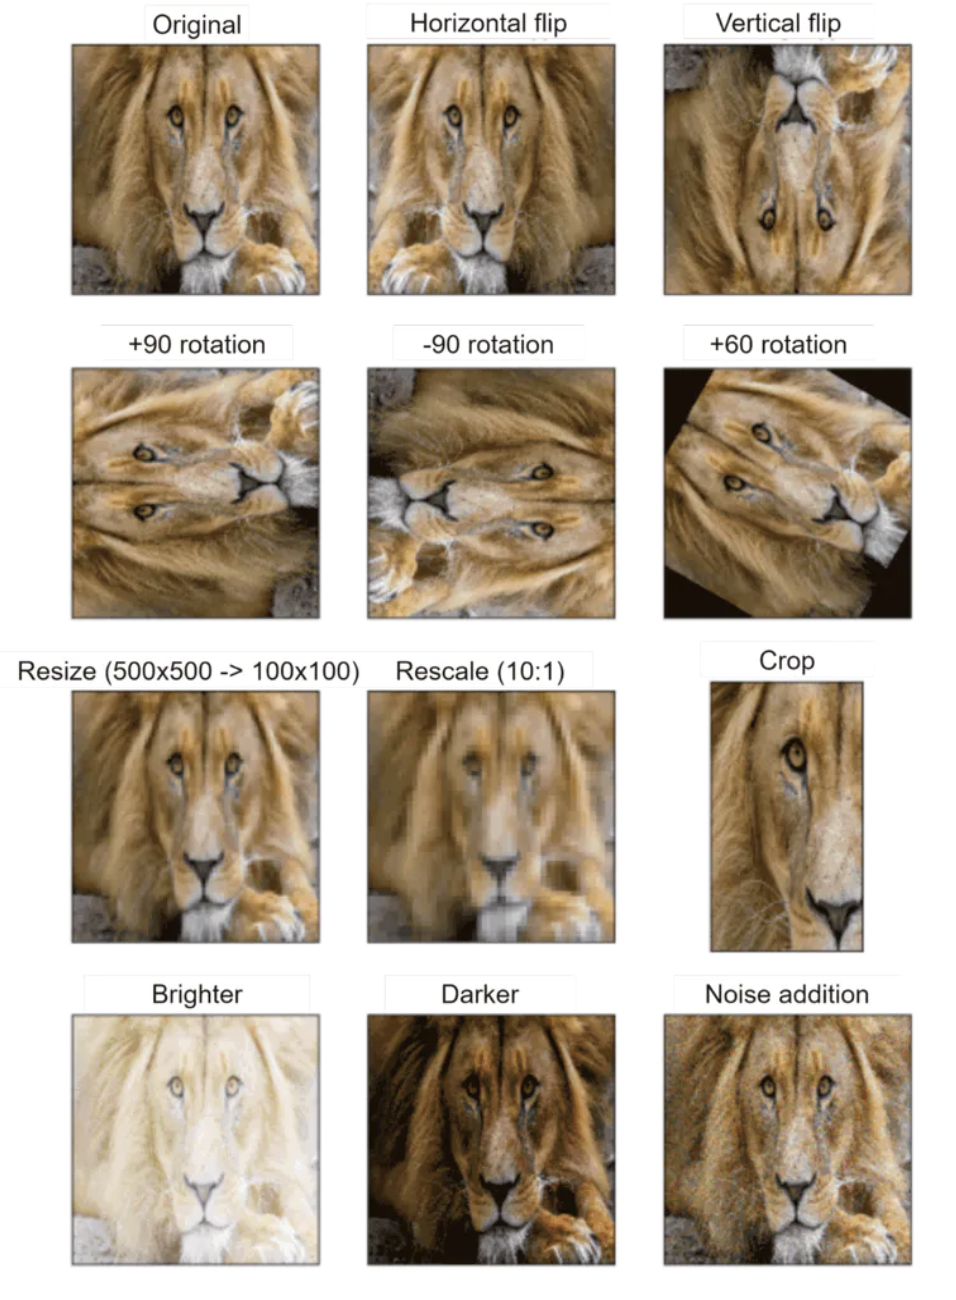 Original
Horizontal flip
Vertical flip
+90 rotation
-90 rotation
+60 rotation
Resize (500x500 -> 100x100)
Rescale (10:1)
Crop
Brighter
Darker
Noise addition